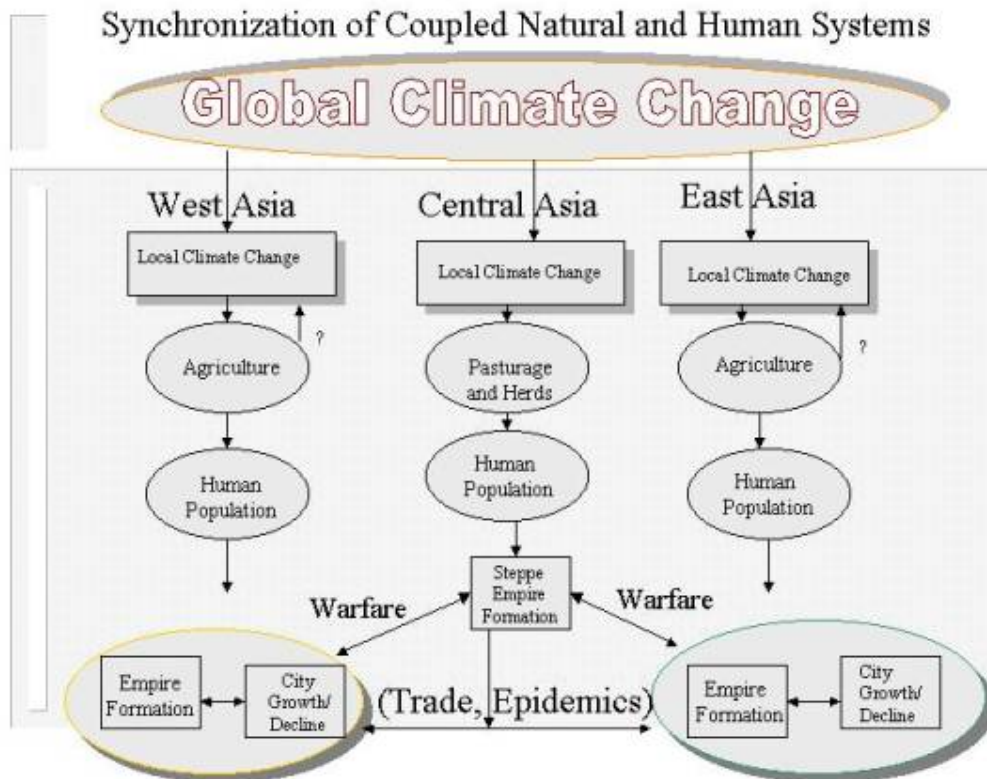 Synchronization of Coupled Natural and Human Systems
Global Climate Change
West Asia
Central Asia
East Asia
Local Climate Change
Local Climate Change
Local Climate Change
?
?
Agriculture
Pasturage
and Herds
Agriculture
Human
Population
Human
Population
Human
Population
Steppe
Empire
Formation
Warfare
Warfare
Empire
Formation
City
Growth/
Decline
(Trade, Epidemics)
Empire
Formation
City
Growth/
Decline